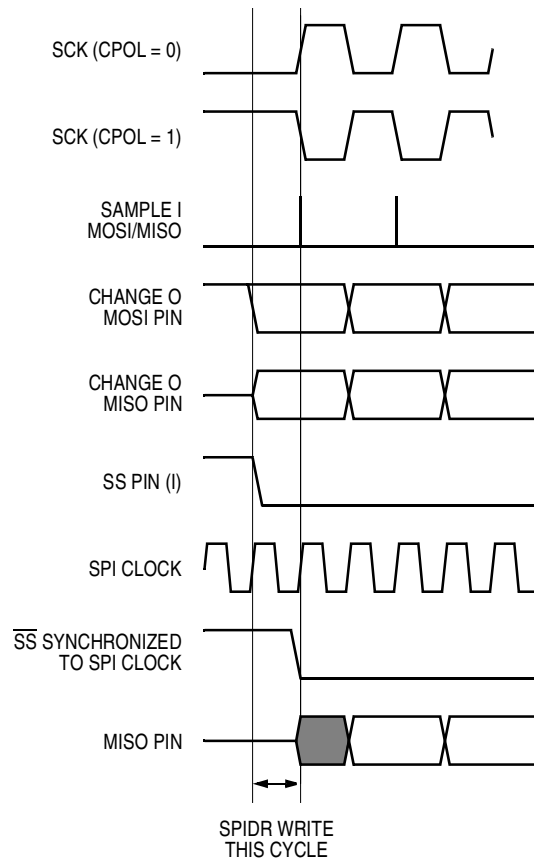 SCK (CPOL = 0)
SCK (CPOL = 1)
SAMPLE I
MOSI/MISO
CHANGE O
MOSI PIN
CHANGE O
MISO PIN
SS PIN (I)
SPI CLOCK
S̅S̅ SYNCHRONIZED
TO SPI CLOCK
MISO PIN
SPIDR WRITE
THIS CYCLE